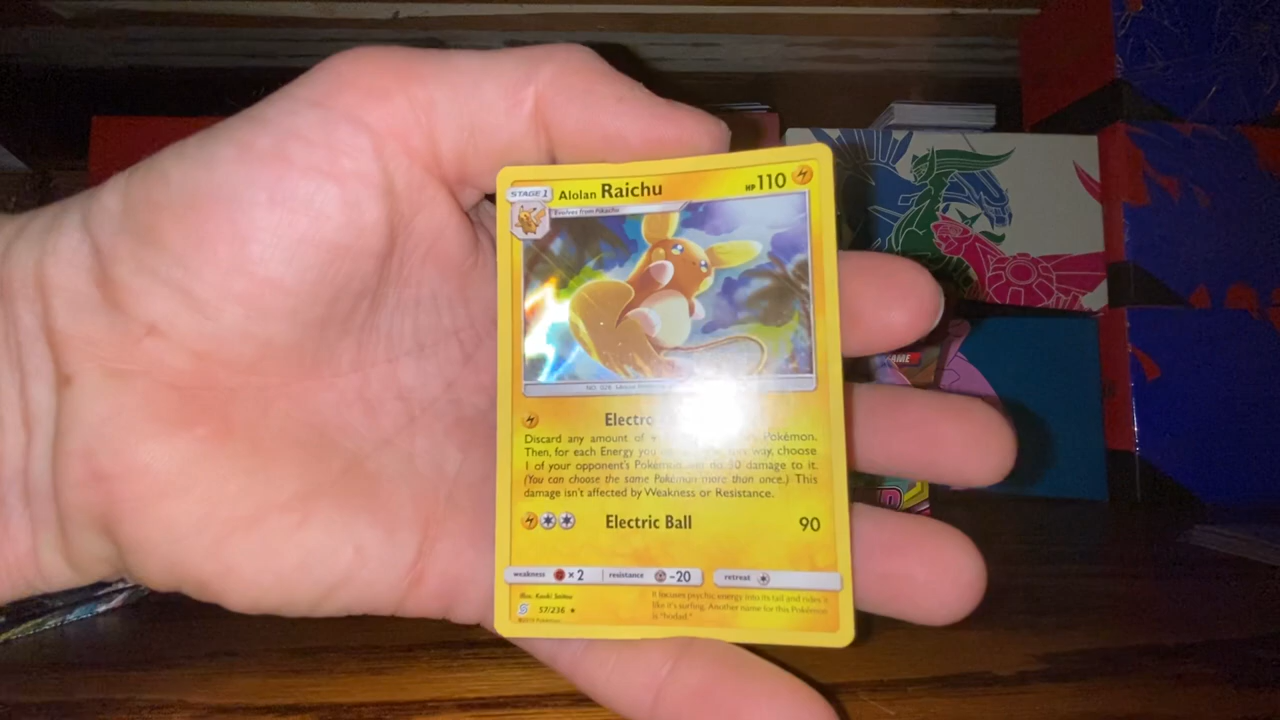 STAGE 1
Alolan Raichu
HP 110
Evolves from Pikachu
NO. 026
Electro
Discard any amount of Pokémon.
Then, for each Energy you way, choose
1 of your opponent's Pokémon and do 30 damage to it.
(You can choose the same Pokémon more than once.) This
damage isn't affected by Weakness or Resistance.
Electric Ball 90
weakness ×2 resistance -20 retreat
Illus.
57/236
It focuses psychic energy into its tail and rides
it like it's surfing. Another name for this Pokémon
is "hodad."
AME